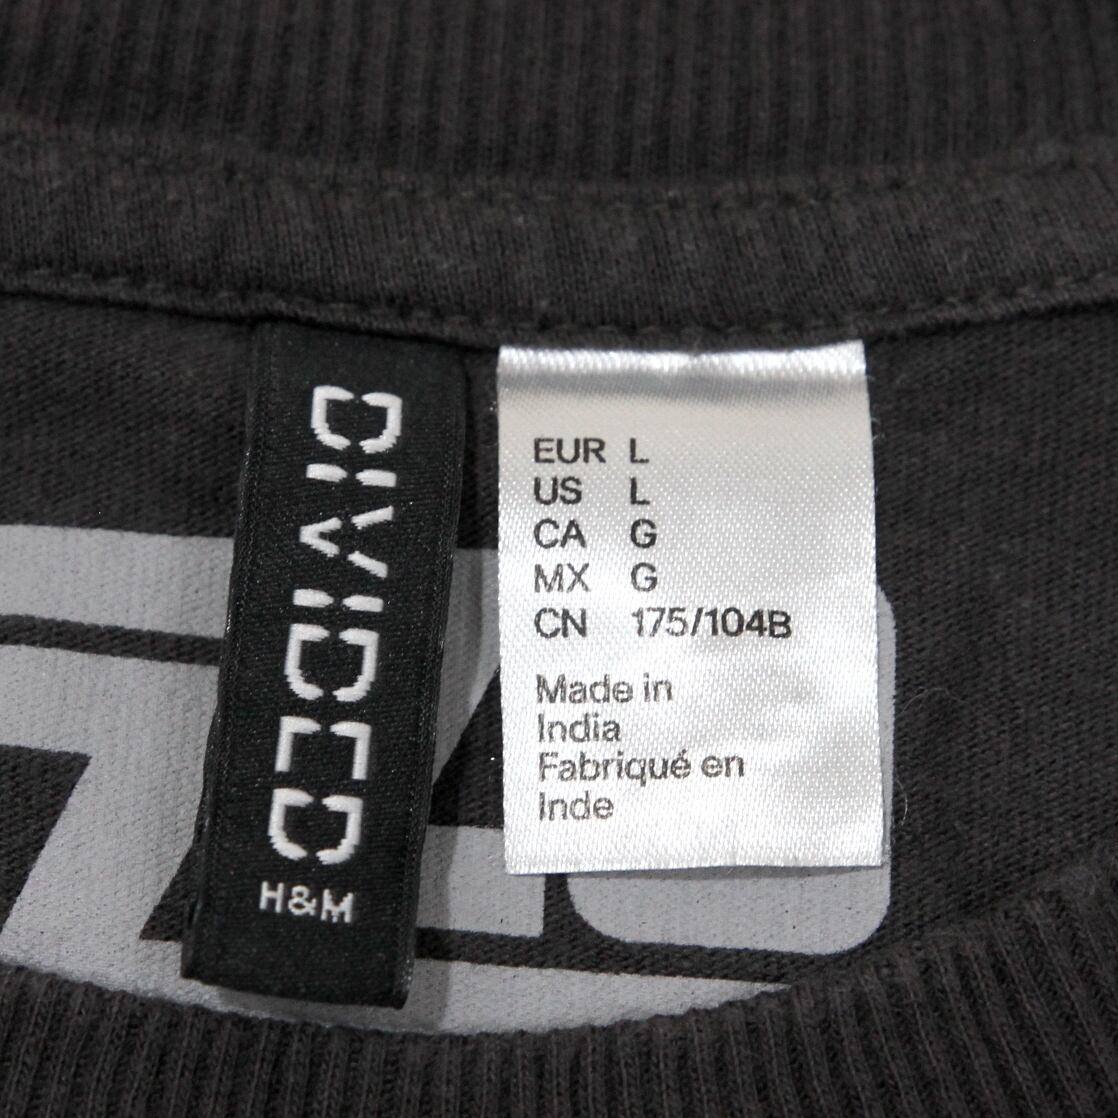 DIVIDED
H&M
EUR L
US L
CA G
MX G
CN 175/104B
Made in
India
Fabriqué en
Inde